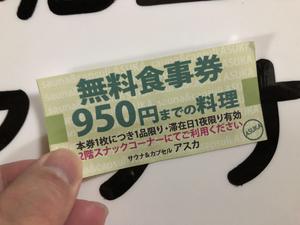 無料食事券
950円までの料理
本券1枚につき1品限り・滞在日1夜限り有効
2階スナックコーナーにてご利用ください
サウナ&カプセル アスカ
ASUKA